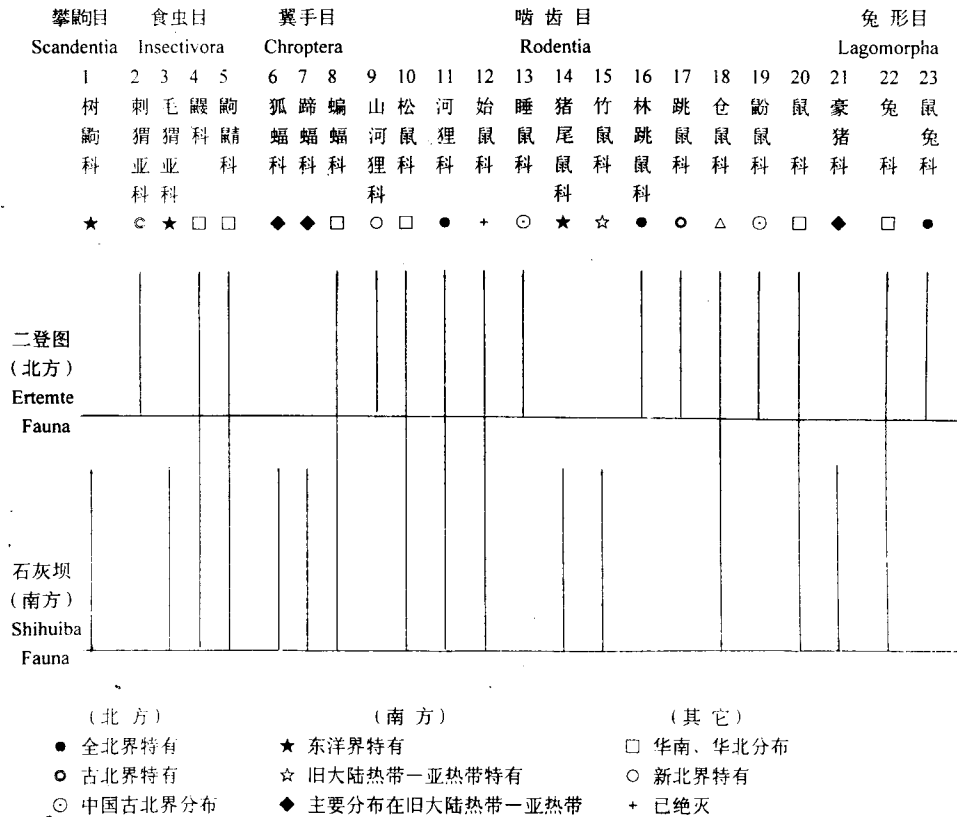 攀鼩目 食虫目 翼手目 啮齿目 兔形目
Scandentia Insectivora Chroptera Rodentia Lagomorpha
1 2 3 4 5 6 7 8 9 10 11 12 13 14 15 16 17 18 19 20 21 22 23
树鼩科 刺猬亚科 毛猬亚科 鼹科 鼩鼱科 狐蝠科 蹄蝠科 蝙蝠科 山河狸科 松鼠科 河狸科 始鼠科 睡鼠科 猪尾鼠科 竹鼠科 林跳鼠科 跳鼠科 仓鼠科 鼢鼠科 鼠科 豪猪科 兔科 鼠兔科
★ ★ □ □ ◆ ◆ □ ○ □ ● + ⊙ ★ ☆ ● △ ⊙ □ ◆ □ ●
二登图
(北方)
Ertemte
Fauna
石灰坝
(南方)
Shihuiba
Fauna
(北方) (南方) (其它)
● 全北界特有 ★ 东洋界特有 □ 华南、华北分布
古北界特有 ☆ 旧大陆热带—亚热带特有 ○ 新北界特有
⊙ 中国古北界分布 ◆ 主要分布在旧大陆热带—亚热带 + 已绝灭